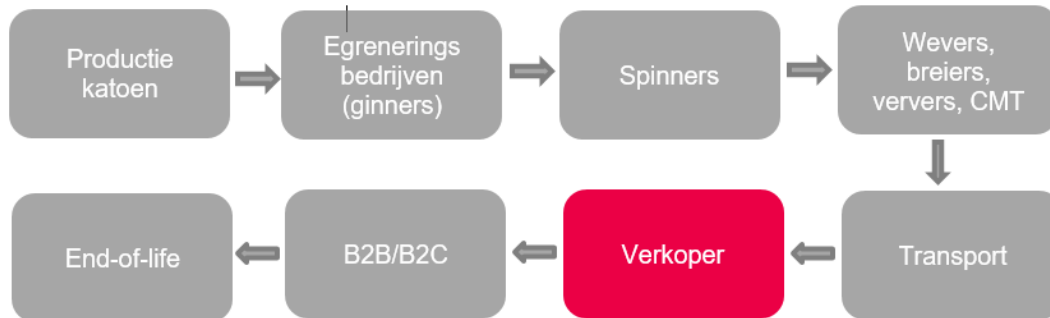 Productie
katoen
Egrenerings
bedrijven
(ginners)
Spinners
Wevers,
breiers,
ververs, CMT
End-of-life
B2B/B2C
Verkoper
Transport